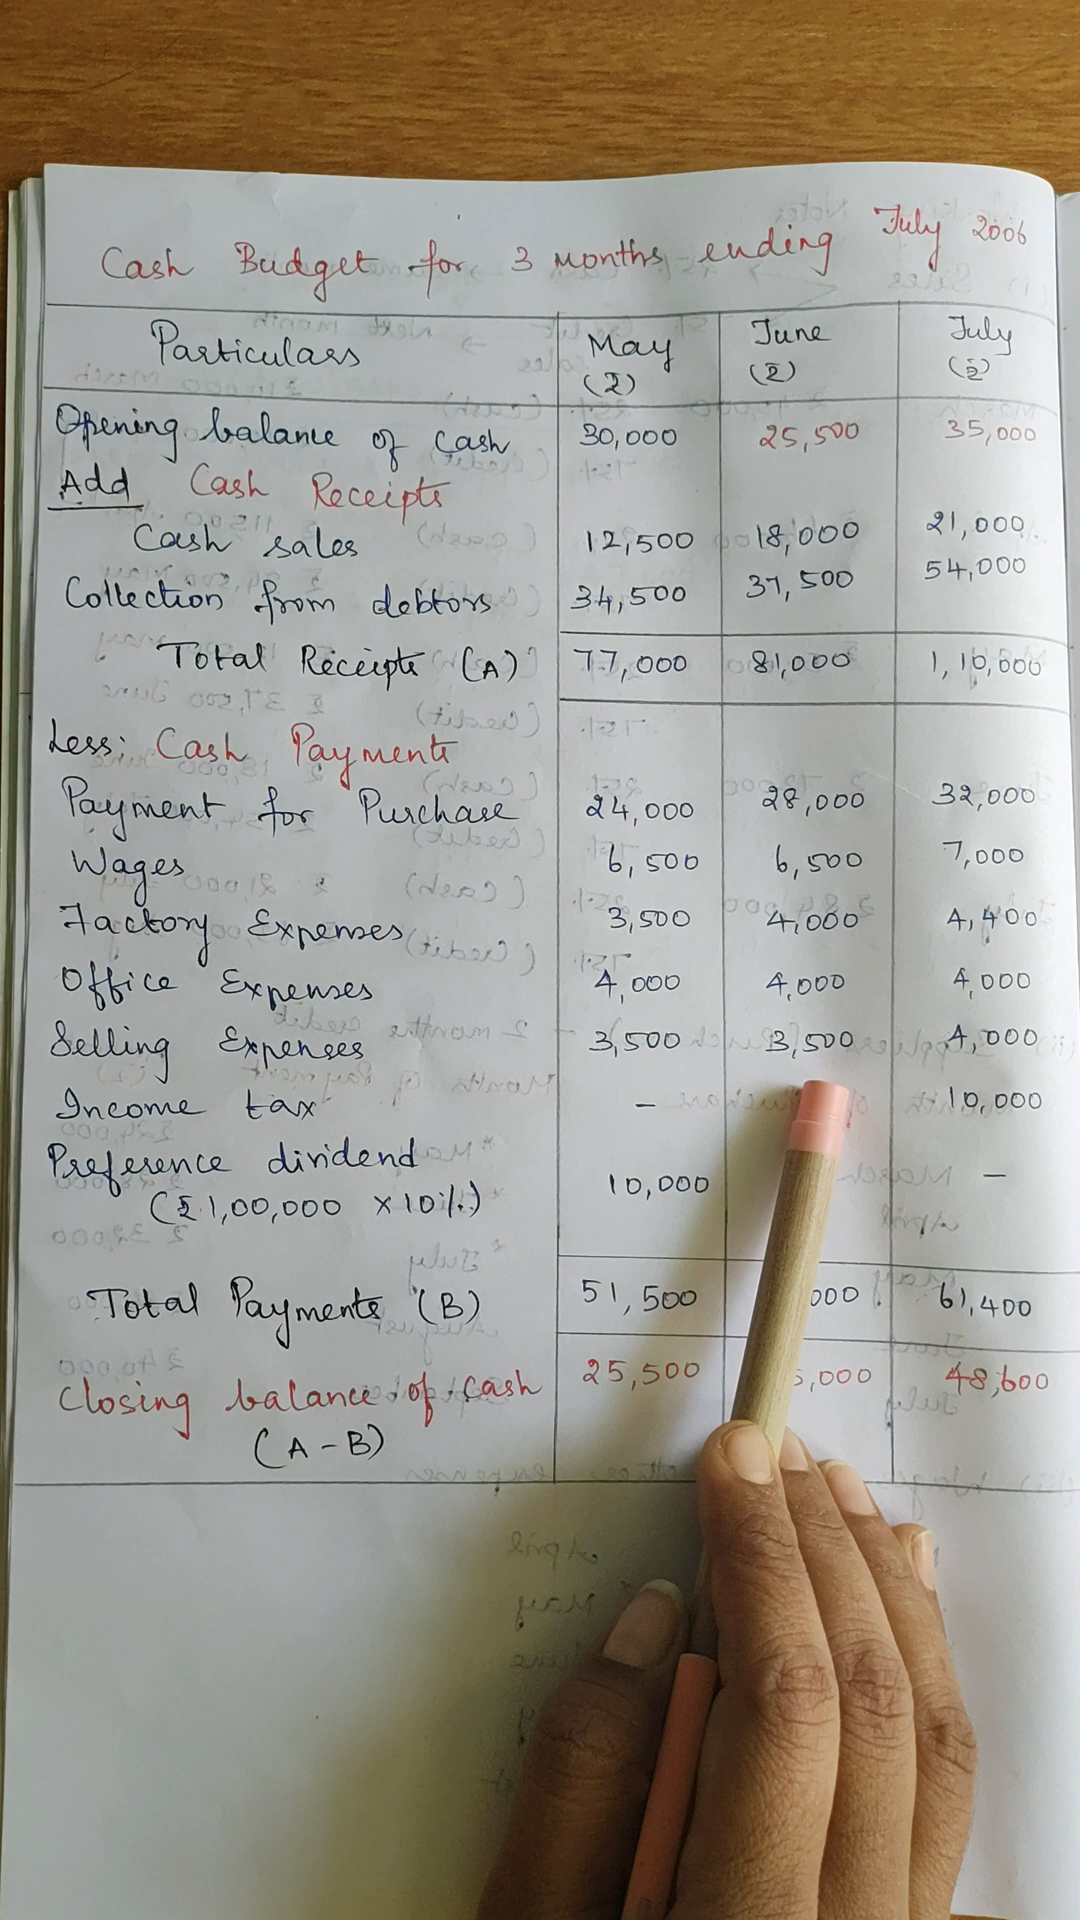 Cash Budget for 3 months ending July 2006
Particulars May (₹) June (₹) July (₹)
Opening balance of cash 30,000 25,500 35,000
Add Cash Receipts
Cash sales 12,500 18,000 21,000
Collection from debtors 34,500 37,500 54,000
Total Receipts (A) 77,000 81,000 1,10,000
Less: Cash Payments
Payment for Purchase 24,000 28,000 32,000
Wages 6,500 6,500 7,000
Factory Expenses 3,500 4,000 4,400
Office Expenses 4,000 4,000 4,000
Selling Expenses 3,500 3,500 4,000
Income tax – 10,000
Preference dividend
(₹ 1,00,000 × 10%) 10,000 –
Total Payments (B) 51,500 000 61,400
Closing balance of cash 25,500 5,000 48,600
(A – B)